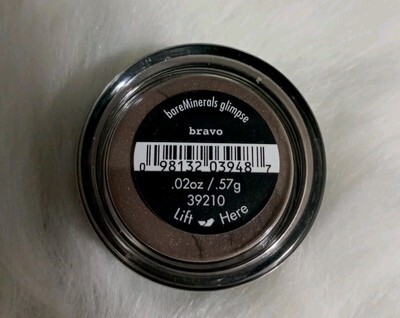 bareMinerals glimpse
bravo
0 98132 03948 7
.02oz / .57g
39210
Lift Here